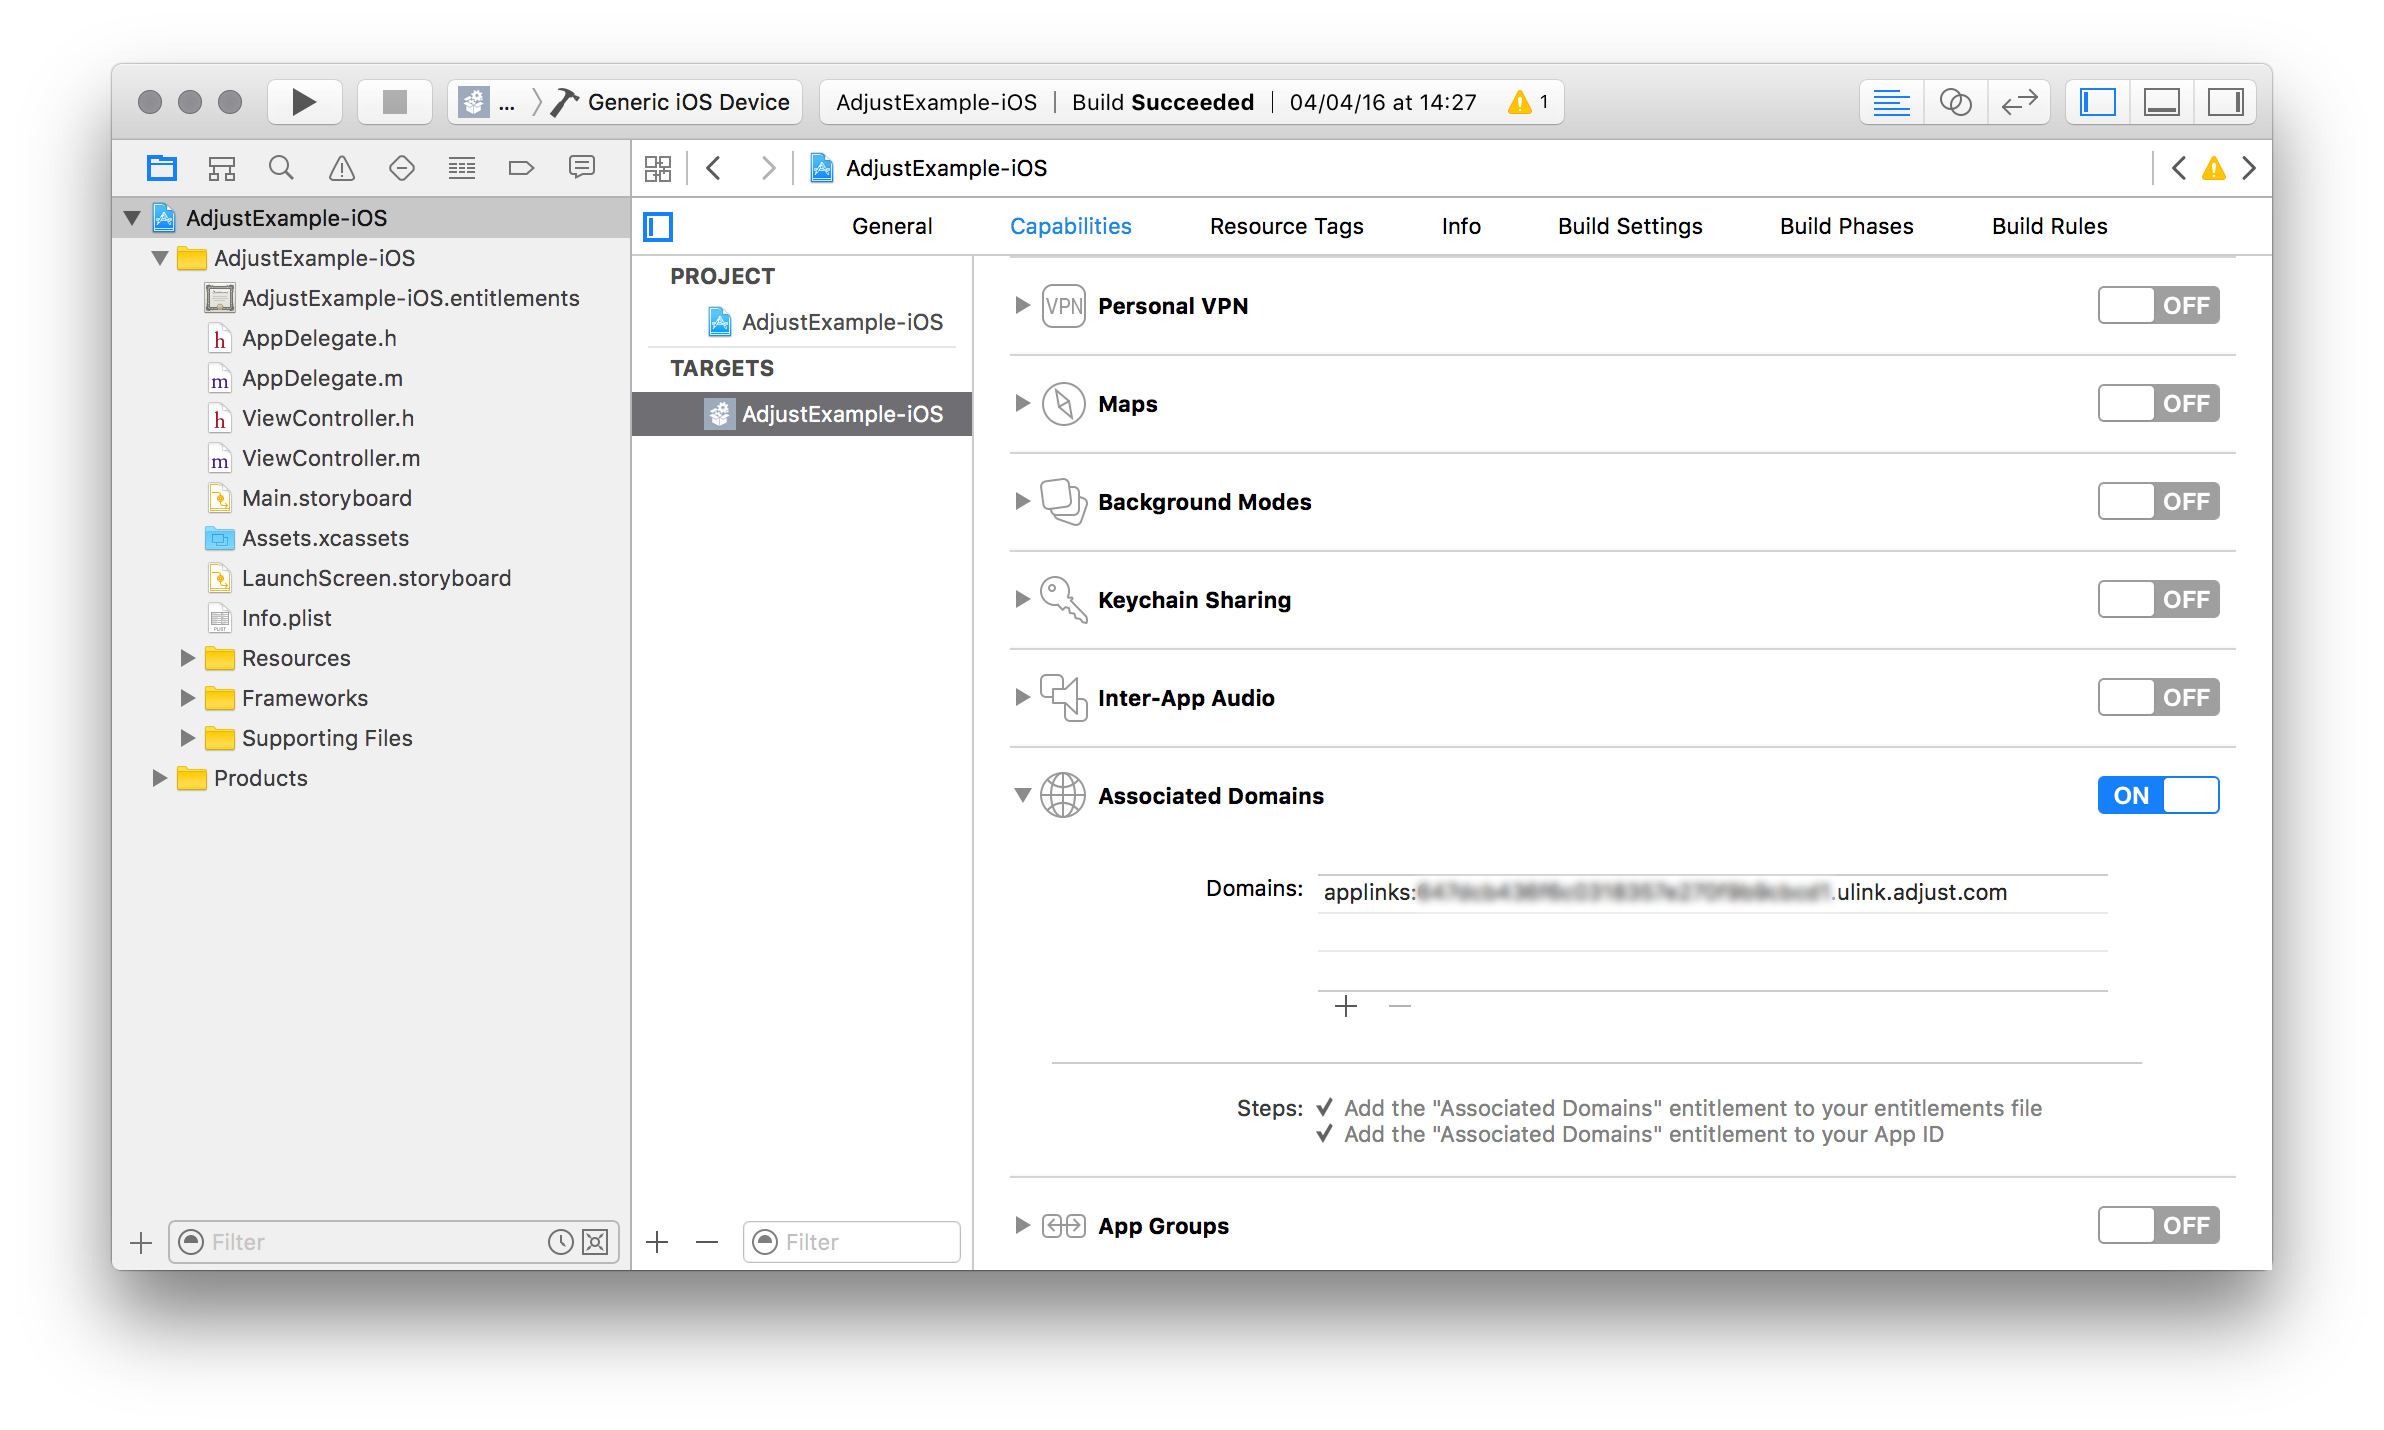 ... Generic iOS Device
AdjustExample-iOS | Build Succeeded | 04/04/16 at 14:27 1
AdjustExample-iOS
AdjustExample-iOS
AdjustExample-iOS
AdjustExample-iOS.entitlements
AppDelegate.h
AppDelegate.m
ViewController.h
ViewController.m
Main.storyboard
Assets.xcassets
LaunchScreen.storyboard
Info.plist
Resources
Frameworks
Supporting Files
Products
Filter
General Capabilities Resource Tags Info Build Settings Build Phases Build Rules
PROJECT
AdjustExample-iOS
TARGETS
AdjustExample-iOS
Filter
VPN Personal VPN OFF
Maps OFF
Background Modes OFF
Keychain Sharing OFF
Inter-App Audio OFF
Associated Domains ON
Domains: applinks: .ulink.adjust.com
Steps: ✓ Add the "Associated Domains" entitlement to your entitlements file
✓ Add the "Associated Domains" entitlement to your App ID
App Groups OFF